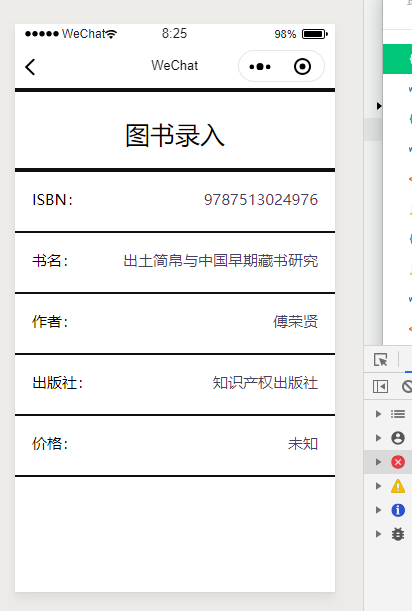 WeChat 8:25 98%
WeChat
图书录入
ISBN： 9787513024976
书名： 出土简帛与中国早期藏书研究
作者： 傅荣贤
出版社： 知识产权出版社
价格： 未知